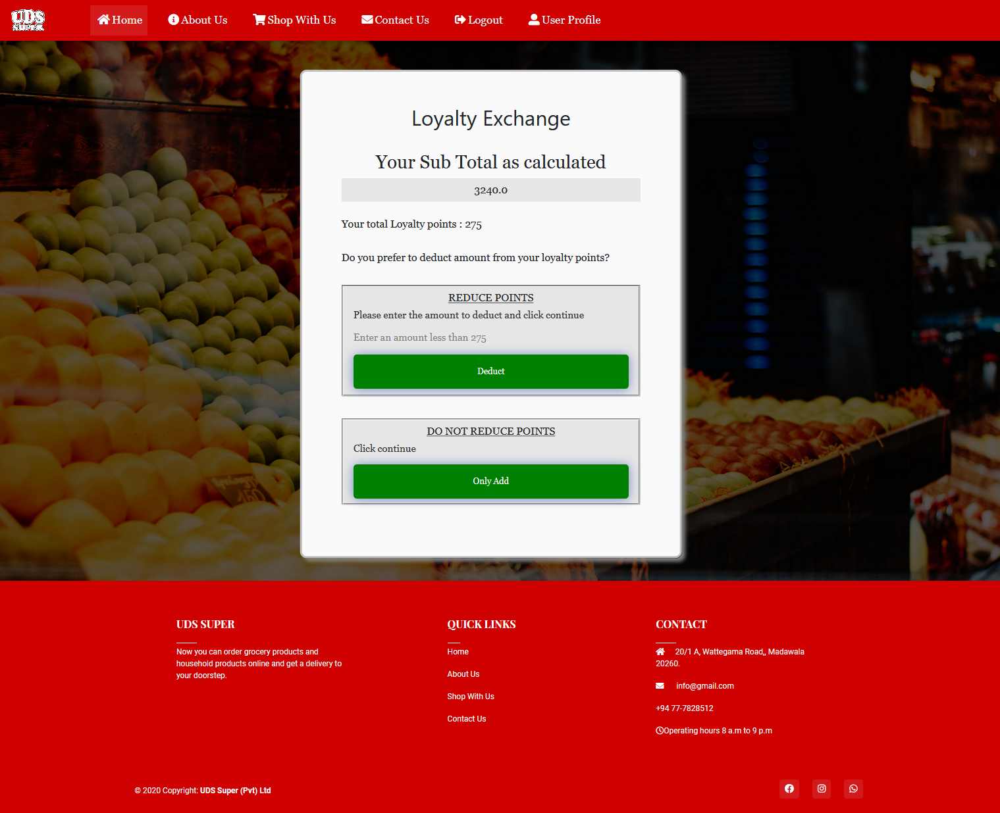 UDS
SUPER
Home
About Us
Shop With Us
Contact Us
Logout
User Profile
Loyalty Exchange
Your Sub Total as calculated
3240.0
Your total Loyalty points : 275
Do you prefer to deduct amount from your loyalty points?
REDUCE POINTS
Please enter the amount to deduct and click continue
Enter an amount less than 275
Deduct
DO NOT REDUCE POINTS
Click continue
Only Add
UDS SUPER
Now you can order grocery products and
household products online and get a delivery to
your doorstep.
QUICK LINKS
Home
About Us
Shop With Us
Contact Us
CONTACT
20/1 A, Wattegama Road,, Madawala
20260.
info@gmail.com
+94 77-7828512
Operating hours 8 a.m to 9 p.m
© 2020 Copyright: UDS Super (Pvt) Ltd